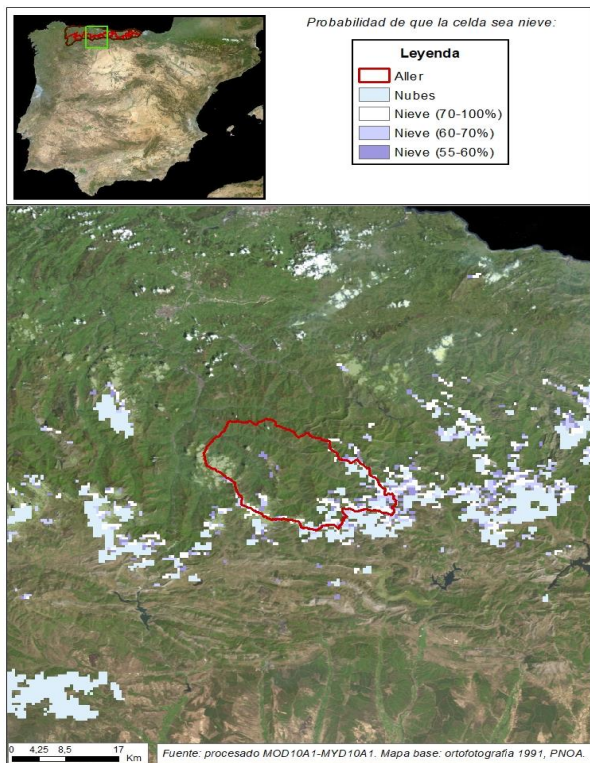 Probabilidad de que la celda sea nieve:
Leyenda
Aller
Nubes
Nieve (70-100%)
Nieve (60-70%)
Nieve (55-60%)
0 4,25 8,5 17
Km
Fuente: procesado MOD10A1-MYD10A1. Mapa base: ortofotografia 1991, PNOA.